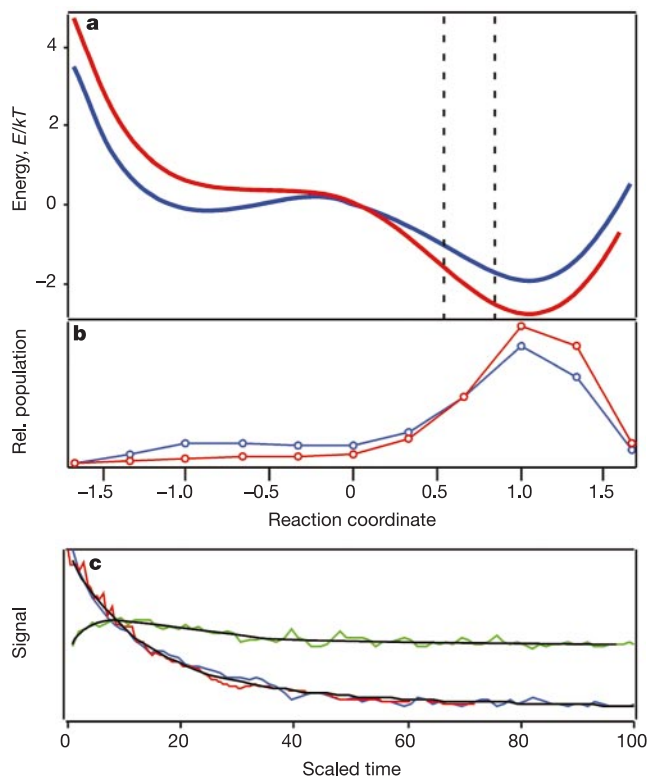 a
4
2
0
−2
Energy, E/kT
b
Rel. population
−1.5 −1.0 −0.5 0 0.5 1.0 1.5
Reaction coordinate
c
Signal
0 20 40 60 80 100
Scaled time